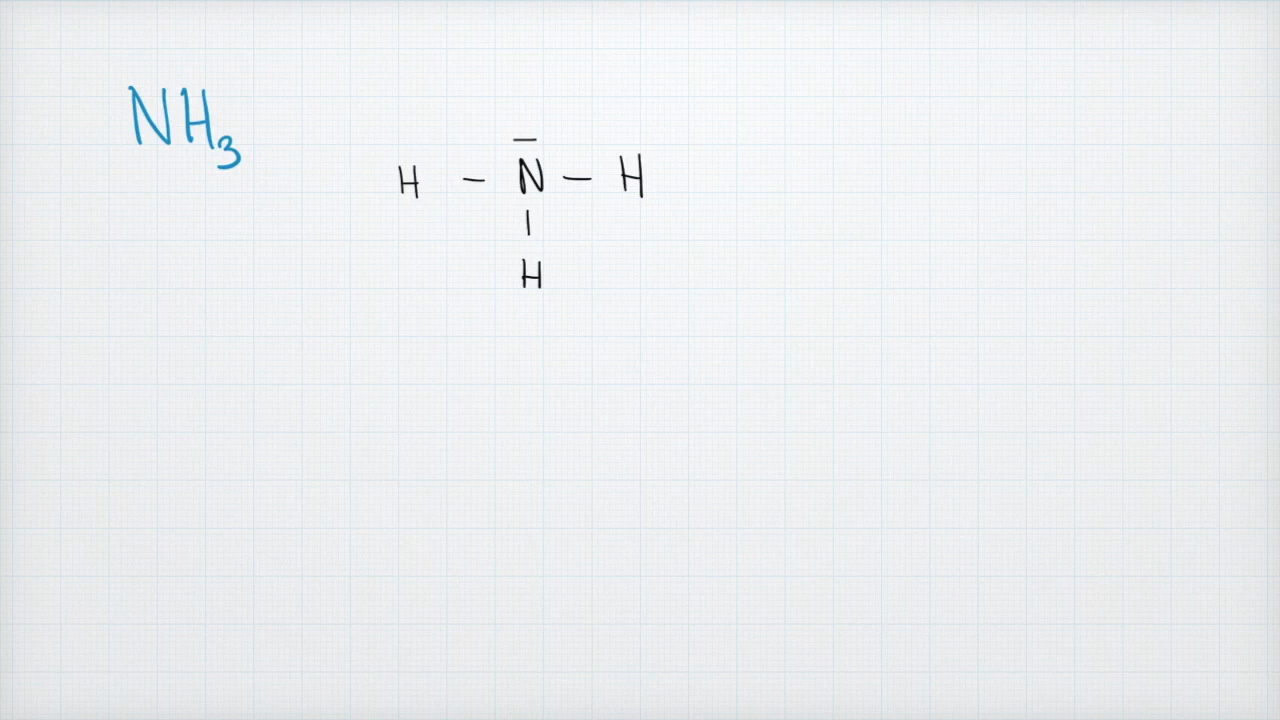 NH₃
H – N̅ – H
|
H